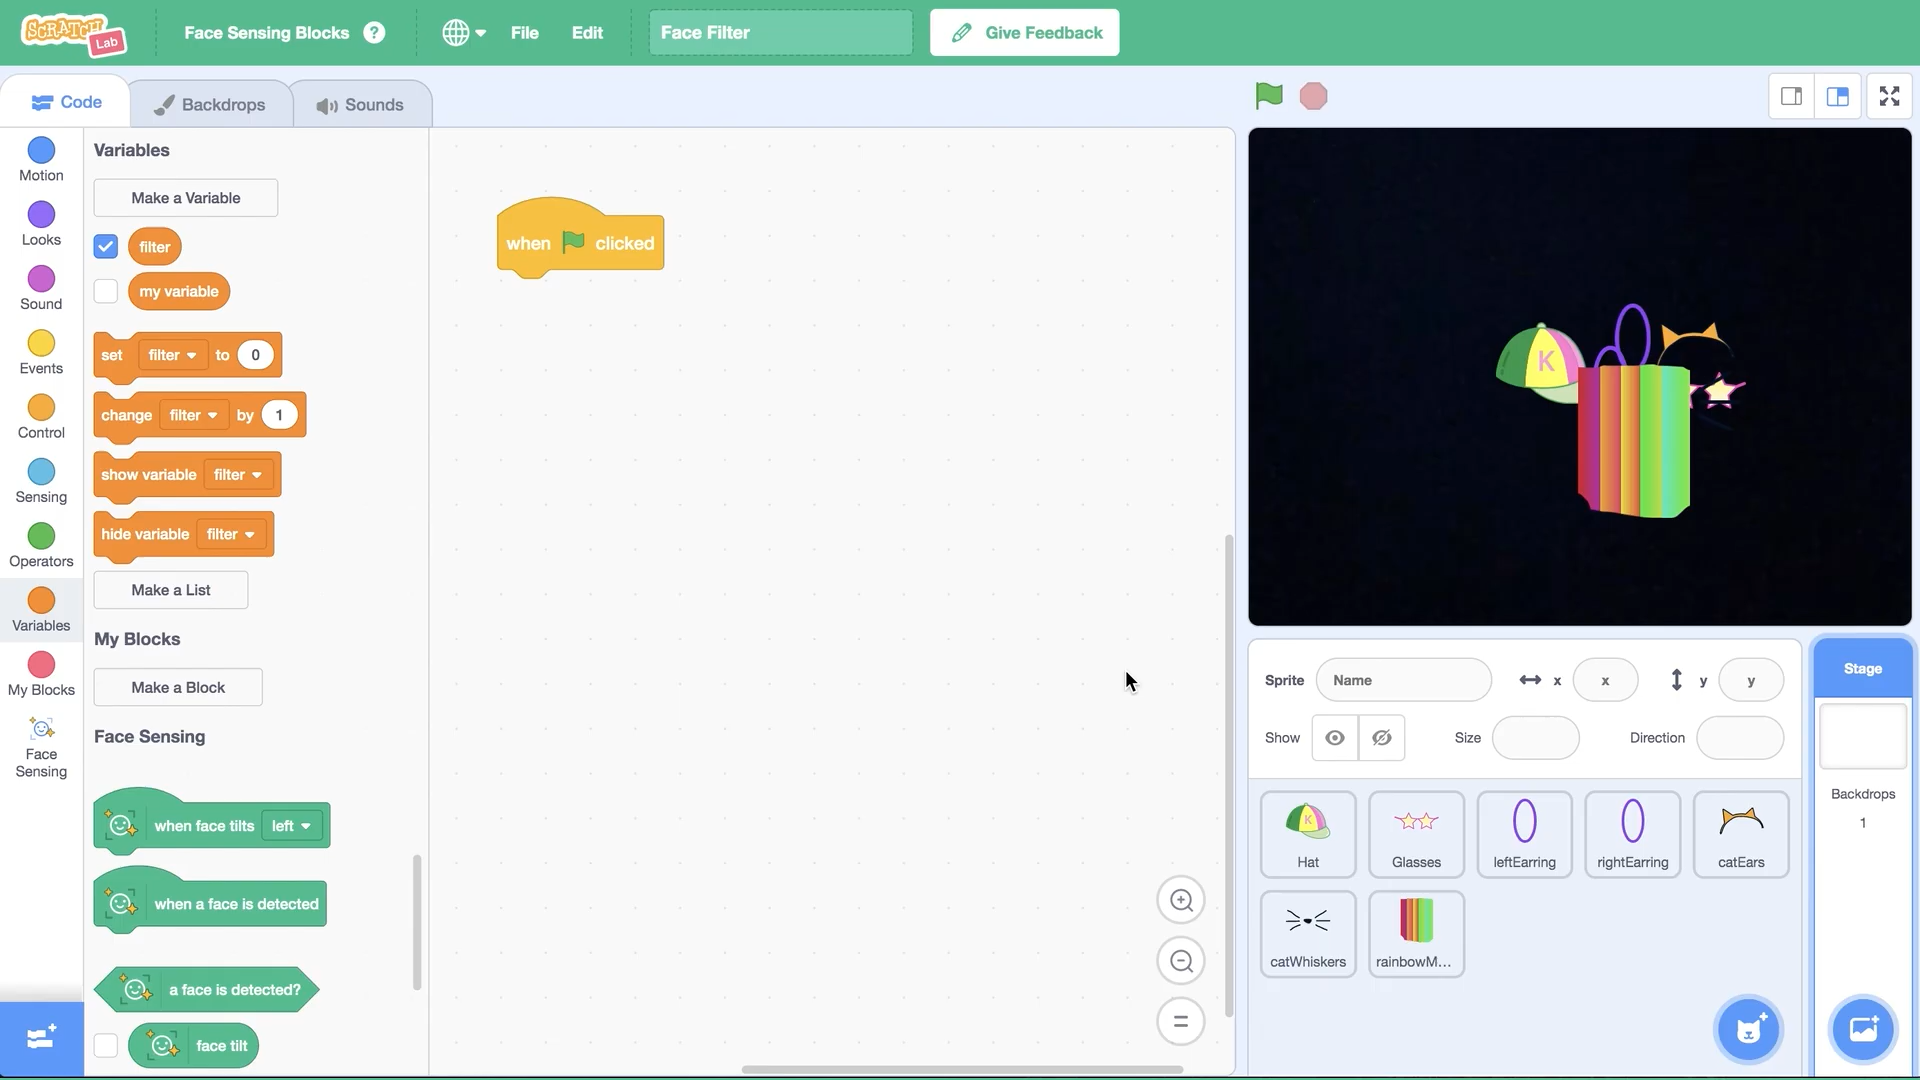 SCRATCH
Lab
Face Sensing Blocks ?
File
Edit
Face Filter
Give Feedback
Code
Backdrops
Sounds
Motion
Looks
Sound
Events
Control
Sensing
Operators
Variables
My Blocks
Face
Sensing
Variables
Make a Variable
filter
my variable
set filter to 0
change filter by 1
show variable filter
hide variable filter
Make a List
My Blocks
Make a Block
Face Sensing
when face tilts left
when a face is detected
a face is detected?
face tilt
when clicked
K
Sprite Name x x y y
Show Size Direction
K
Hat
Glasses
leftEarring
rightEarring
catEars
catWhiskers
rainbowM...
Stage
Backdrops
1